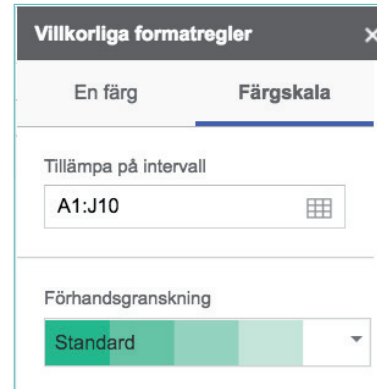 Villkorliga formatregler
En färg
Färgskala
Tillämpa på intervall
A1:J10
Förhandsgranskning
Standard